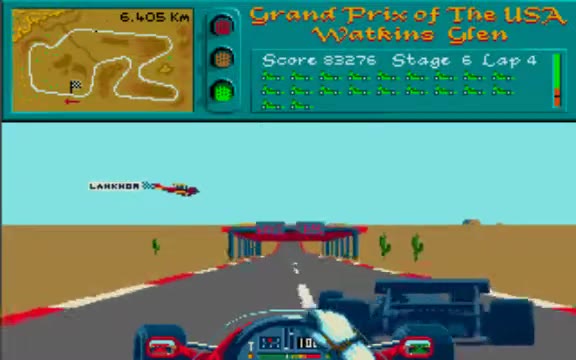 6.405 Km
Grand Prix of The USA
Watkins Glen
Score 83276 Stage 6 Lap 4
LANKHOR